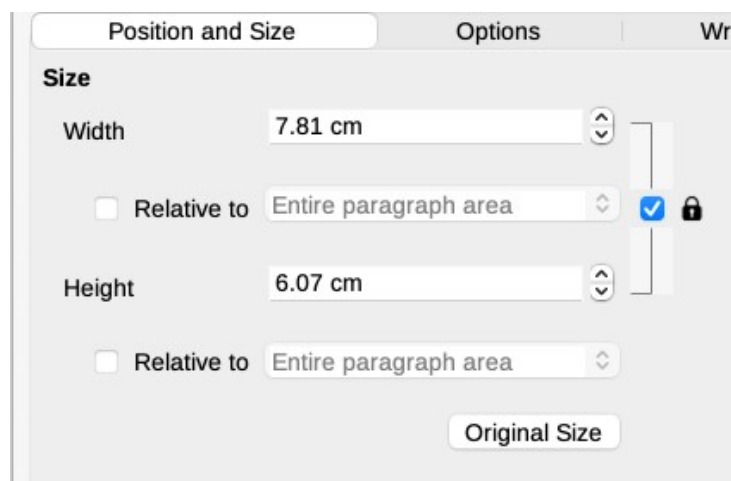 Position and Size Options
Size
Width 7.81 cm
Relative to Entire paragraph area
Height 6.07 cm
Relative to Entire paragraph area
Original Size